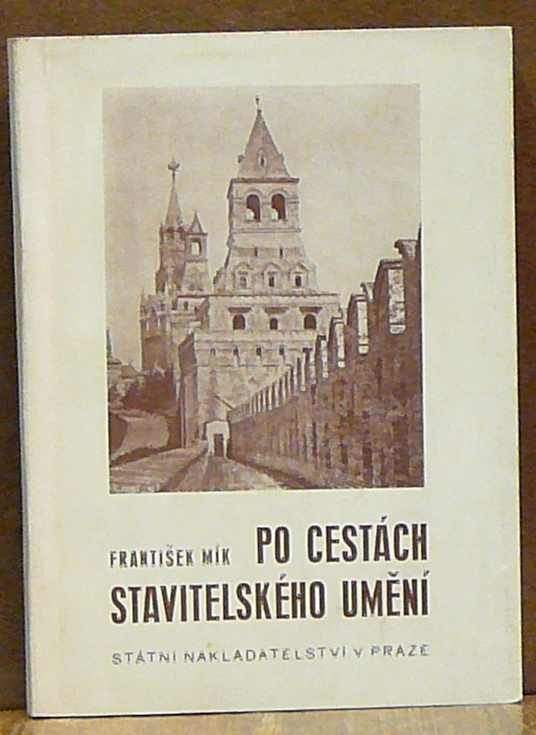 FRANTIŠEK MÍK PO CESTÁCH
STAVITELSKÉHO UMĚNÍ
STÁTNÍ NAKLADATELSTVÍ V PRAZE